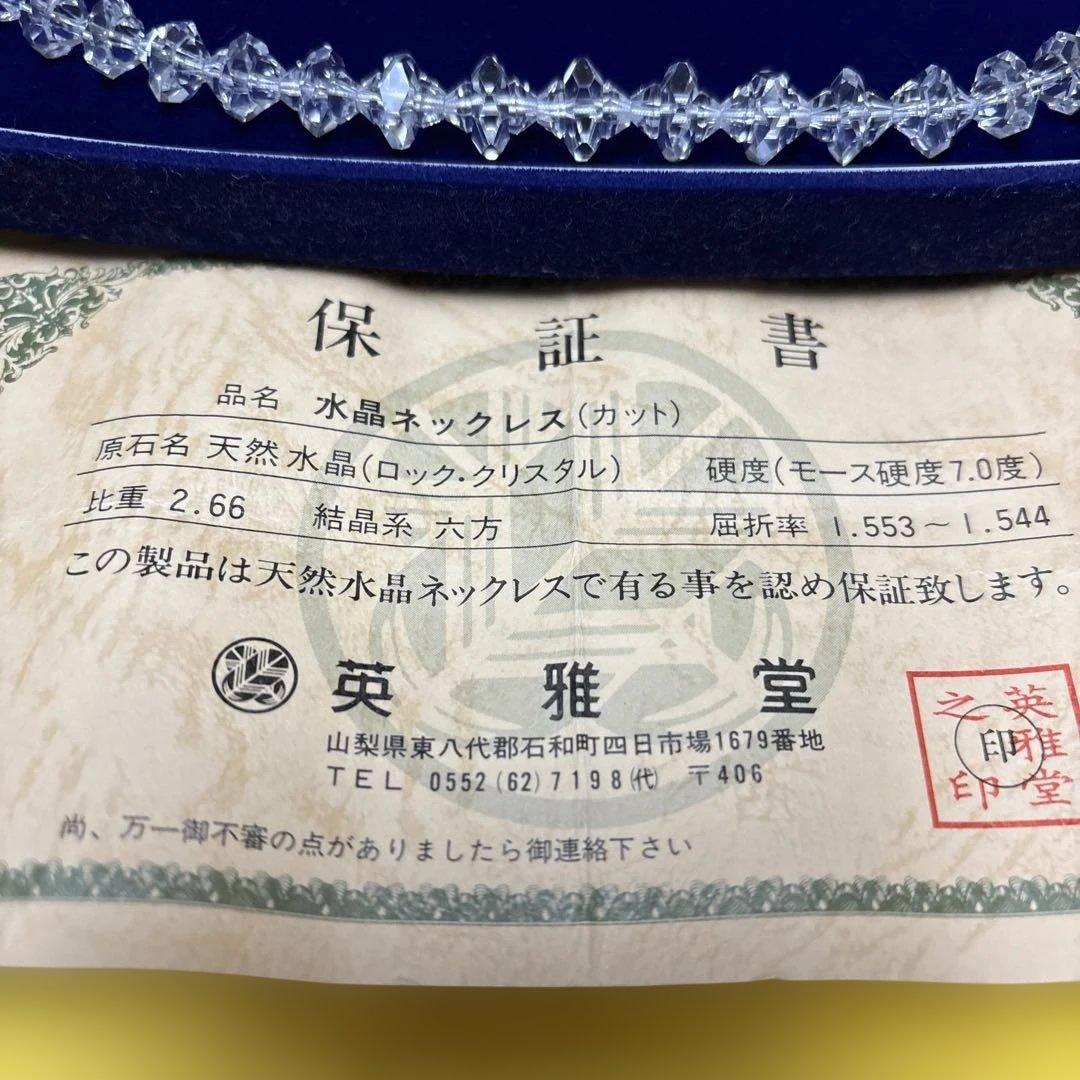 保証書
品名 水晶ネックレス(カット)
原石名 天然水晶(ロック・クリスタル) 硬度(モース硬度7.0度)
比重 2.66 結晶系 六方 屈折率 1.553～1.544
この製品は天然水晶ネックレスで有る事を認め保証致します。
英雅堂
山梨県東八代郡石和町四日市場1679番地
TEL 0552(62)7198(代) 〒406
英雅堂之印
印
尚、万一御不審の点がありましたら御連絡下さい